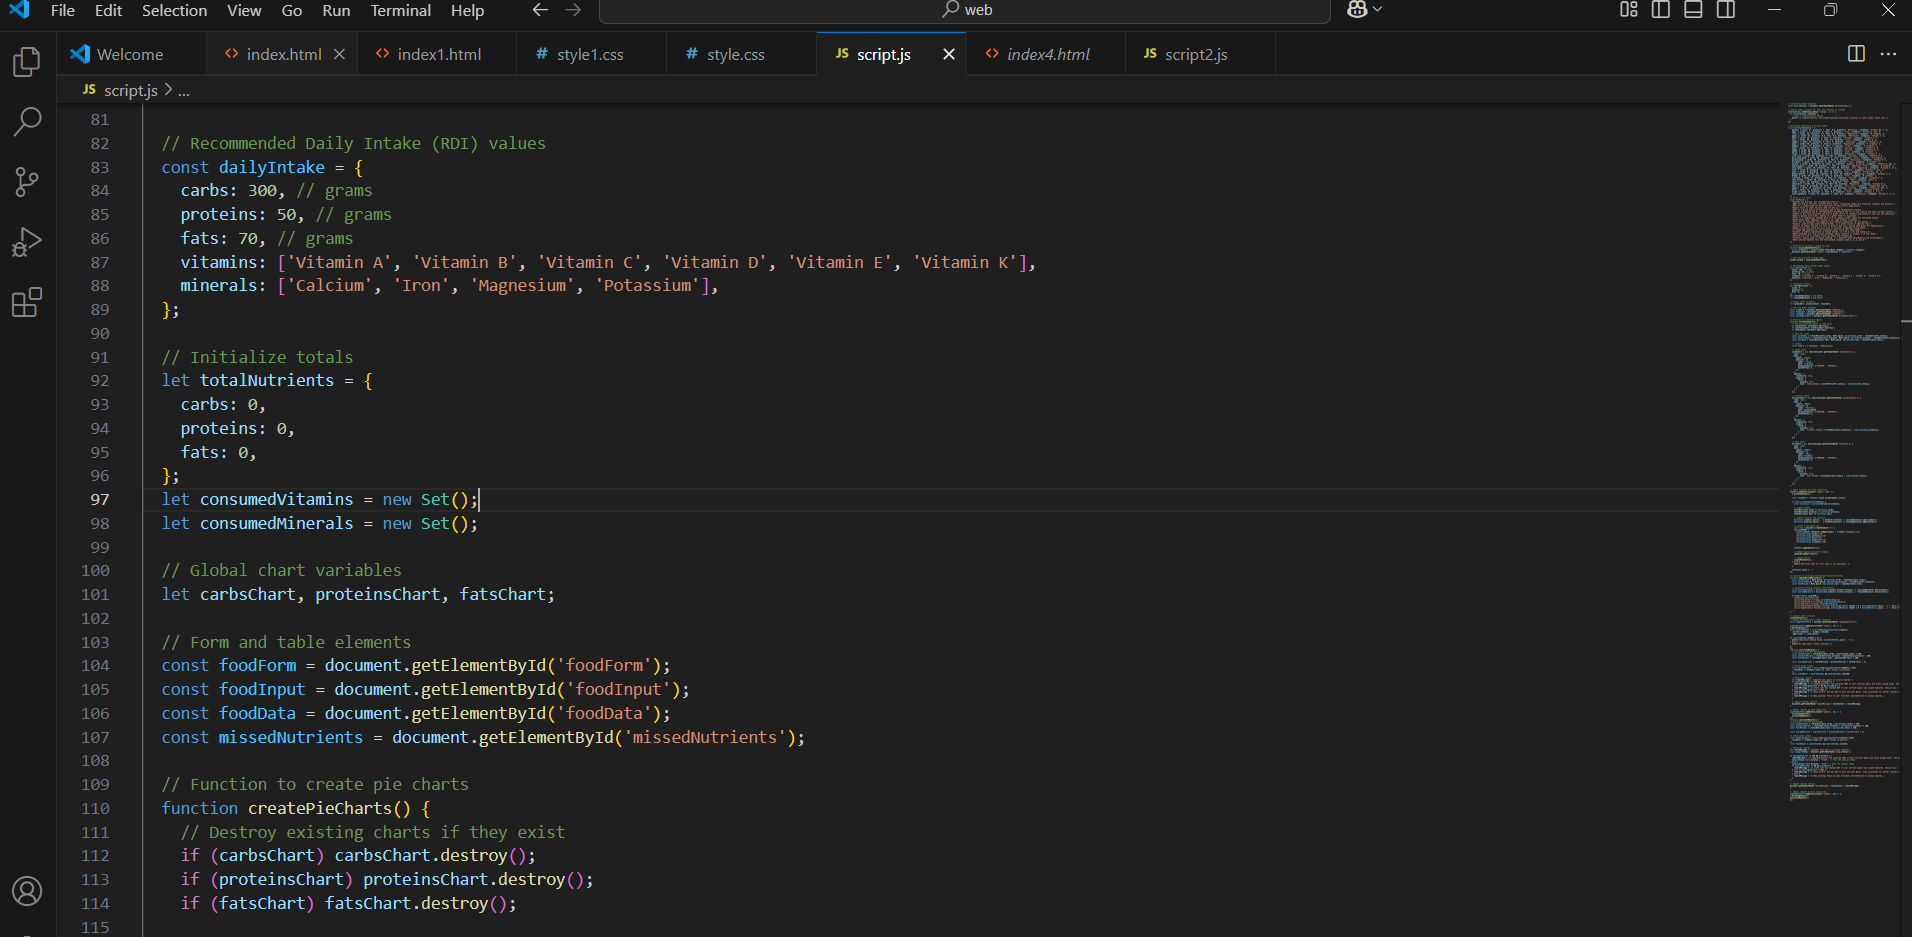 File Edit Selection View Go Run Terminal Help
web
Welcome
index.html
index1.html
# style1.css
# style.css
JS script.js
index4.html
JS script2.js
JS script.js > ...
81
82 // Recommended Daily Intake (RDI) values
83 const dailyIntake = {
84 carbs: 300, // grams
85 proteins: 50, // grams
86 fats: 70, // grams
87 vitamins: ['Vitamin A', 'Vitamin B', 'Vitamin C', 'Vitamin D', 'Vitamin E', 'Vitamin K'],
88 minerals: ['Calcium', 'Iron', 'Magnesium', 'Potassium'],
89 };
90
91 // Initialize totals
92 let totalNutrients = {
93 carbs: 0,
94 proteins: 0,
95 fats: 0,
96 };
97 let consumedVitamins = new Set();
98 let consumedMinerals = new Set();
99
100 // Global chart variables
101 let carbsChart, proteinsChart, fatsChart;
102
103 // Form and table elements
104 const foodForm = document.getElementById('foodForm');
105 const foodInput = document.getElementById('foodInput');
106 const foodData = document.getElementById('foodData');
107 const missedNutrients = document.getElementById('missedNutrients');
108
109 // Function to create pie charts
110 function createPieCharts() {
111 // Destroy existing charts if they exist
112 if (carbsChart) carbsChart.destroy();
113 if (proteinsChart) proteinsChart.destroy();
114 if (fatsChart) fatsChart.destroy();
115